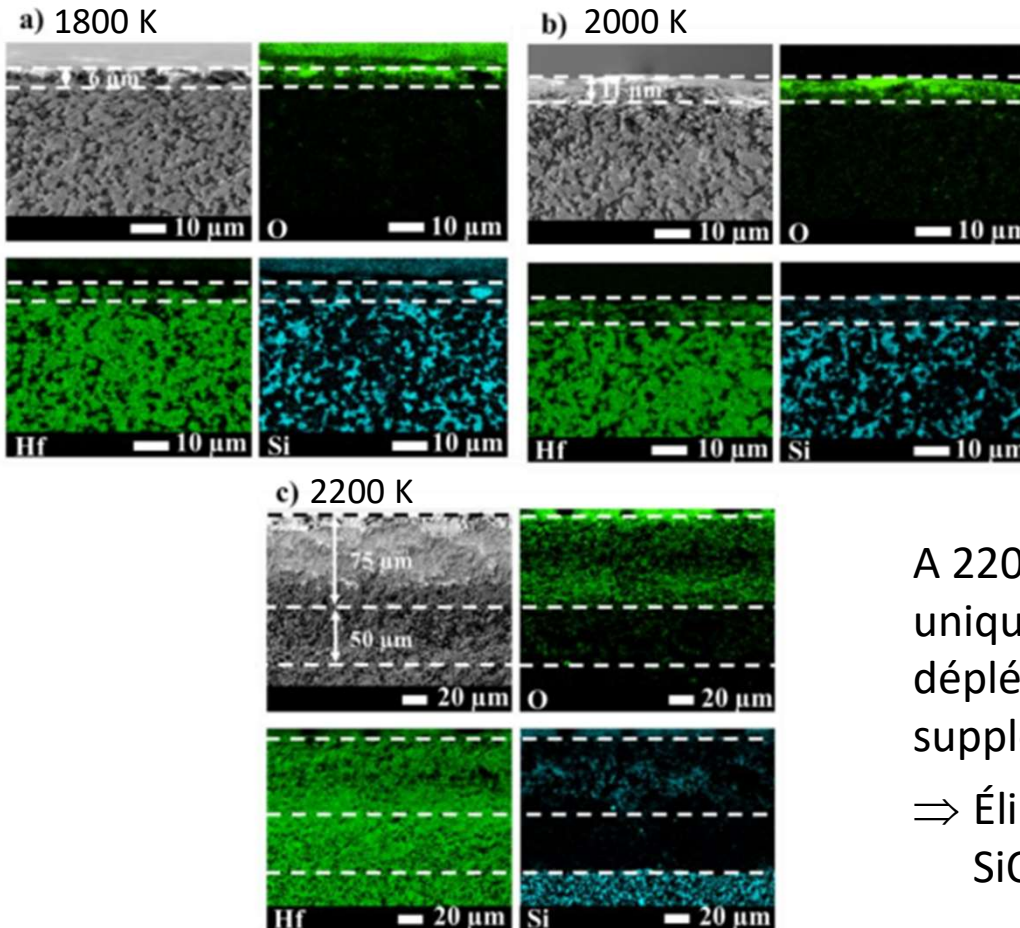 a) 1800 K
6 µm
10 µm
O
10 µm
Hf
10 µm
Si
10 µm
b) 2000 K
11 µm
10 µm
O
10 µm
Hf
10 µm
Si
10 µm
c) 2200 K
75 µm
50 µm
20 µm
O
20 µm
Hf
20 µm
Si
20 µm
A 220
uniqu
déplé
suppl
⇒ Éli
SiC